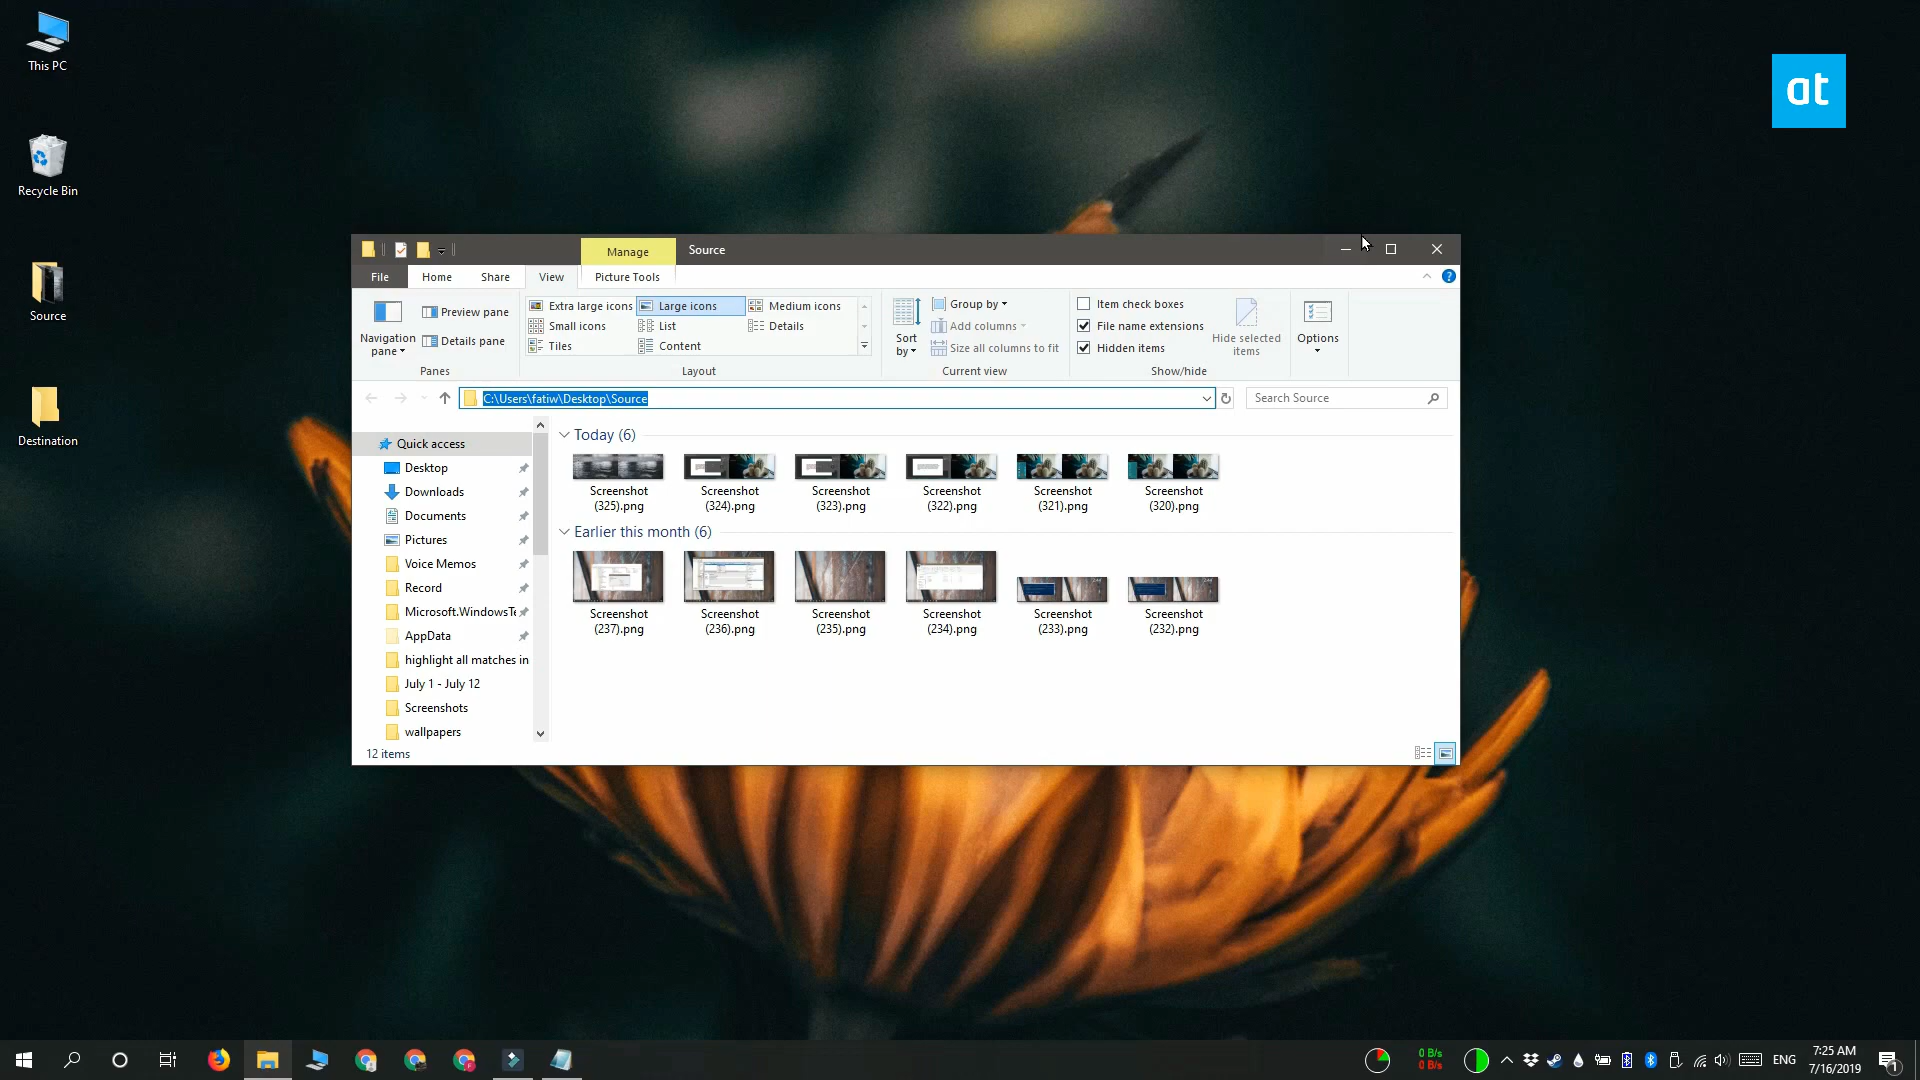 This PC
Recycle Bin
Source
Destination
at
Manage
Source
File
Home
Share
View
Picture Tools
Navigation pane
Preview pane
Details pane
Panes
Extra large icons
Large icons
Medium icons
Small icons
List
Details
Tiles
Content
Layout
Sort by
Group by
Add columns
Size all columns to fit
Current view
Item check boxes
File name extensions
Hidden items
Hide selected items
Show/hide
Options
C:\Users\fatiw\Desktop\Source
Search Source
Quick access
Desktop
Downloads
Documents
Pictures
Voice Memos
Record
Microsoft.WindowsTe
AppData
highlight all matches in
July 1 - July 12
Screenshots
wallpapers
Today (6)
Screenshot (325).png
Screenshot (324).png
Screenshot (323).png
Screenshot (322).png
Screenshot (321).png
Screenshot (320).png
Earlier this month (6)
Screenshot (237).png
Screenshot (236).png
Screenshot (235).png
Screenshot (234).png
Screenshot (233).png
Screenshot (232).png
12 items
0 B/s
0 B/s
ENG
7:25 AM
7/16/2019
1